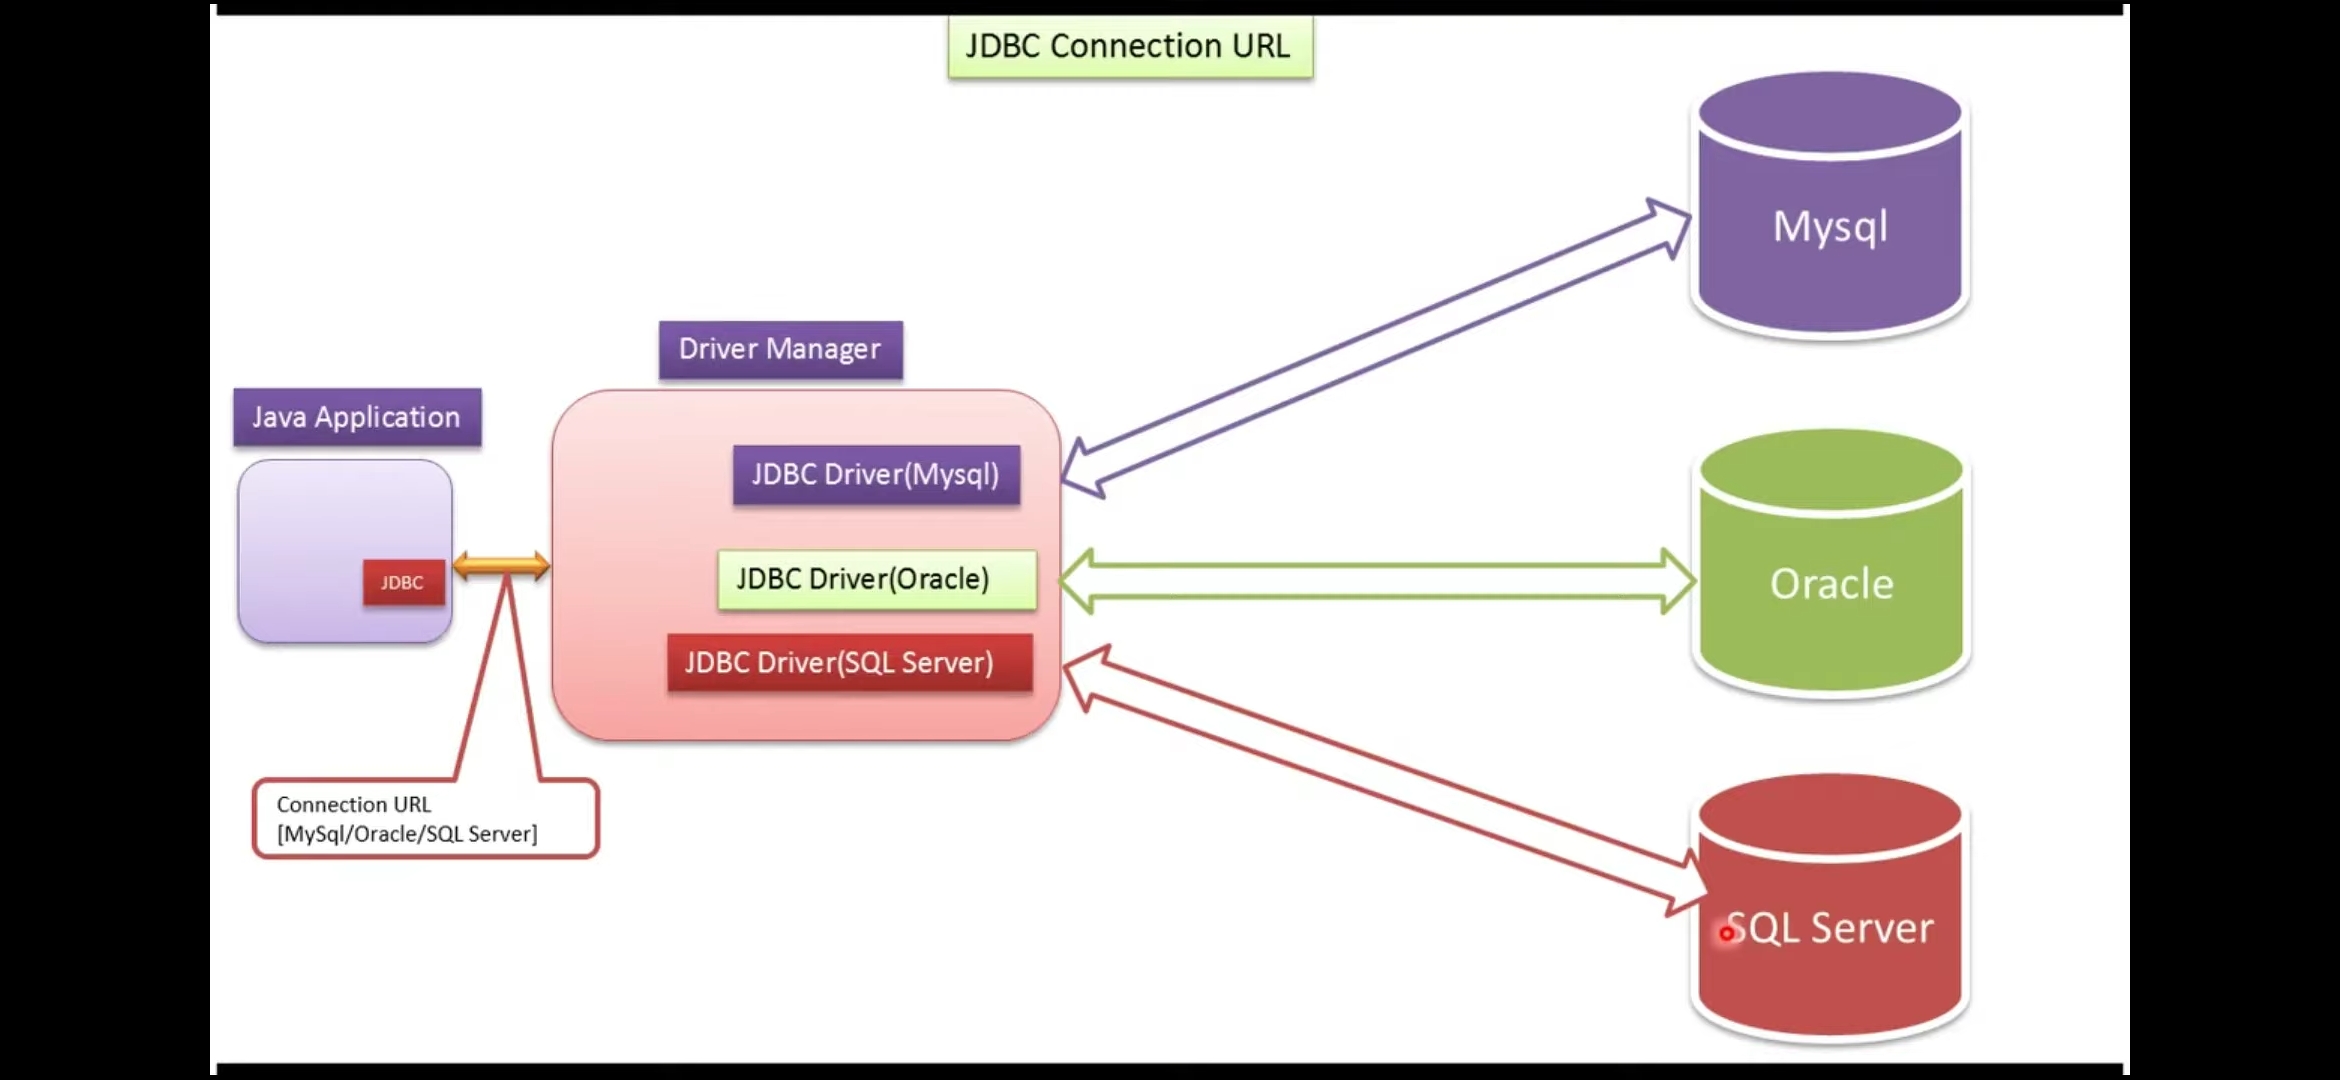 JDBC Connection URL
Mysql
Driver Manager
Java Application
JDBC Driver(Mysql)
JDBC
JDBC Driver(Oracle)
Oracle
JDBC Driver(SQL Server)
Connection URL
[MySql/Oracle/SQL Server]
SQL Server